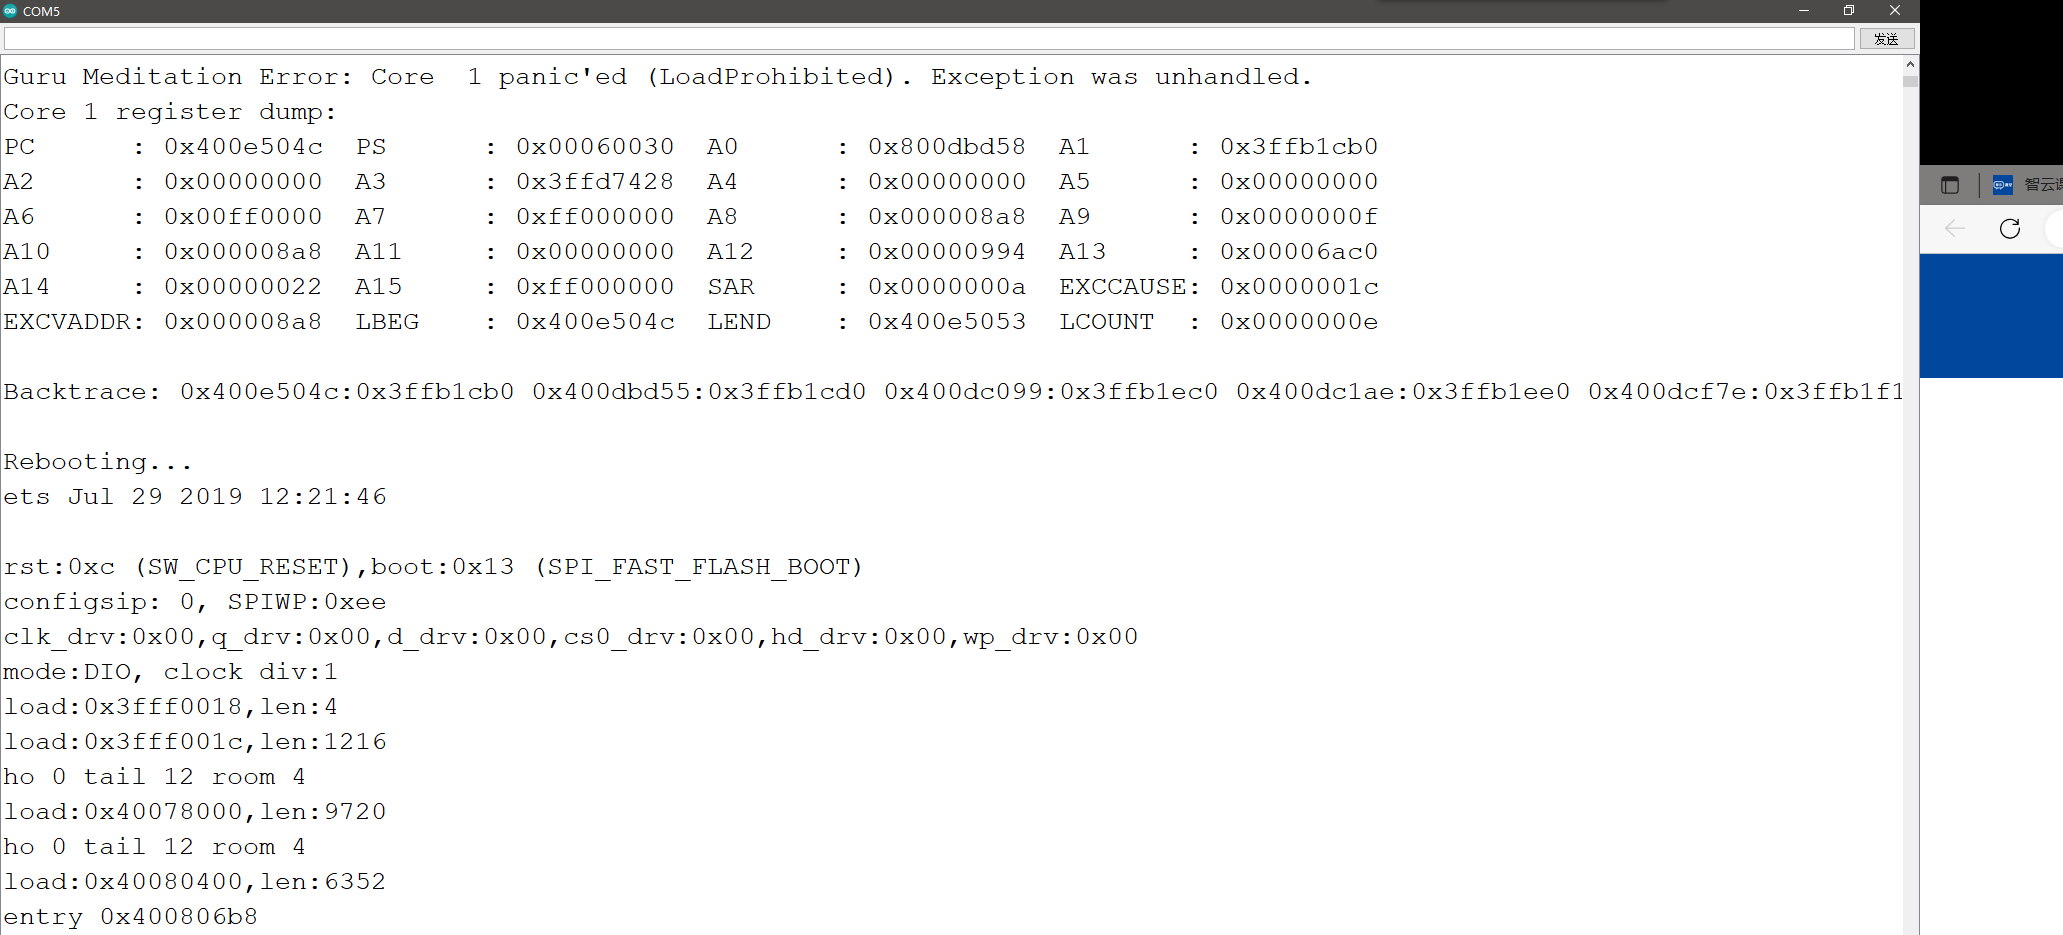 COM5
发送
Guru Meditation Error: Core  1 panic'ed (LoadProhibited). Exception was unhandled.
Core 1 register dump:
PC      : 0x400e504c  PS      : 0x00060030  A0      : 0x800dbd58  A1      : 0x3ffb1cb0
A2      : 0x00000000  A3      : 0x3ffd7428  A4      : 0x00000000  A5      : 0x00000000
A6      : 0x00ff0000  A7      : 0xff000000  A8      : 0x000008a8  A9      : 0x0000000f
A10     : 0x000008a8  A11     : 0x00000000  A12     : 0x00000994  A13     : 0x00006ac0
A14     : 0x00000022  A15     : 0xff000000  SAR     : 0x0000000a  EXCCAUSE: 0x0000001c
EXCVADDR: 0x000008a8  LBEG    : 0x400e504c  LEND    : 0x400e5053  LCOUNT  : 0x0000000e
Backtrace: 0x400e504c:0x3ffb1cb0 0x400dbd55:0x3ffb1cd0 0x400dc099:0x3ffb1ec0 0x400dc1ae:0x3ffb1ee0 0x400dcf7e:0x3ffb1f1
Rebooting...
ets Jul 29 2019 12:21:46
rst:0xc (SW_CPU_RESET),boot:0x13 (SPI_FAST_FLASH_BOOT)
configsip: 0, SPIWP:0xee
clk_drv:0x00,q_drv:0x00,d_drv:0x00,cs0_drv:0x00,hd_drv:0x00,wp_drv:0x00
mode:DIO, clock div:1
load:0x3fff0018,len:4
load:0x3fff001c,len:1216
ho 0 tail 12 room 4
load:0x40078000,len:9720
ho 0 tail 12 room 4
load:0x40080400,len:6352
entry 0x400806b8
智云